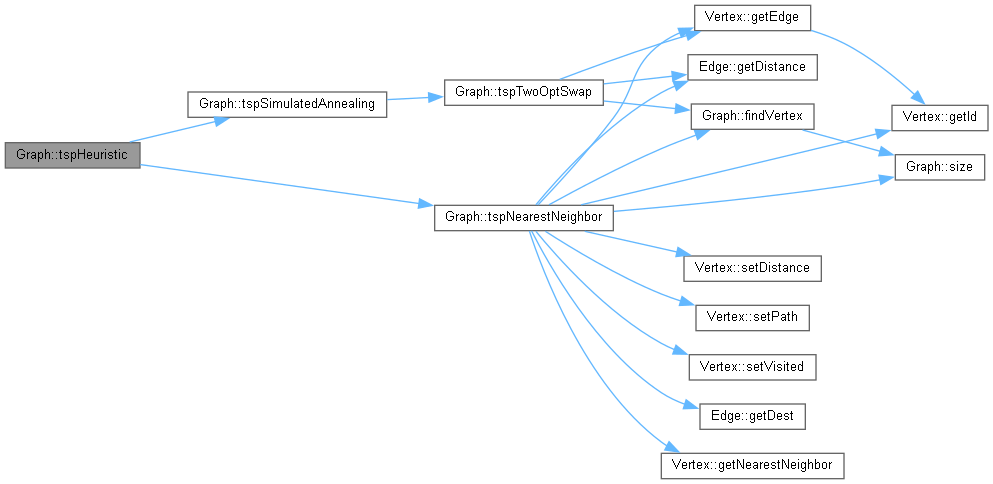 Graph::tspHeuristic
Graph::tspSimulatedAnnealing
Graph::tspTwoOptSwap
Graph::tspNearestNeighbor
Vertex::getEdge
Edge::getDistance
Graph::findVertex
Vertex::getId
Graph::size
Vertex::setDistance
Vertex::setPath
Vertex::setVisited
Edge::getDest
Vertex::getNearestNeighbor